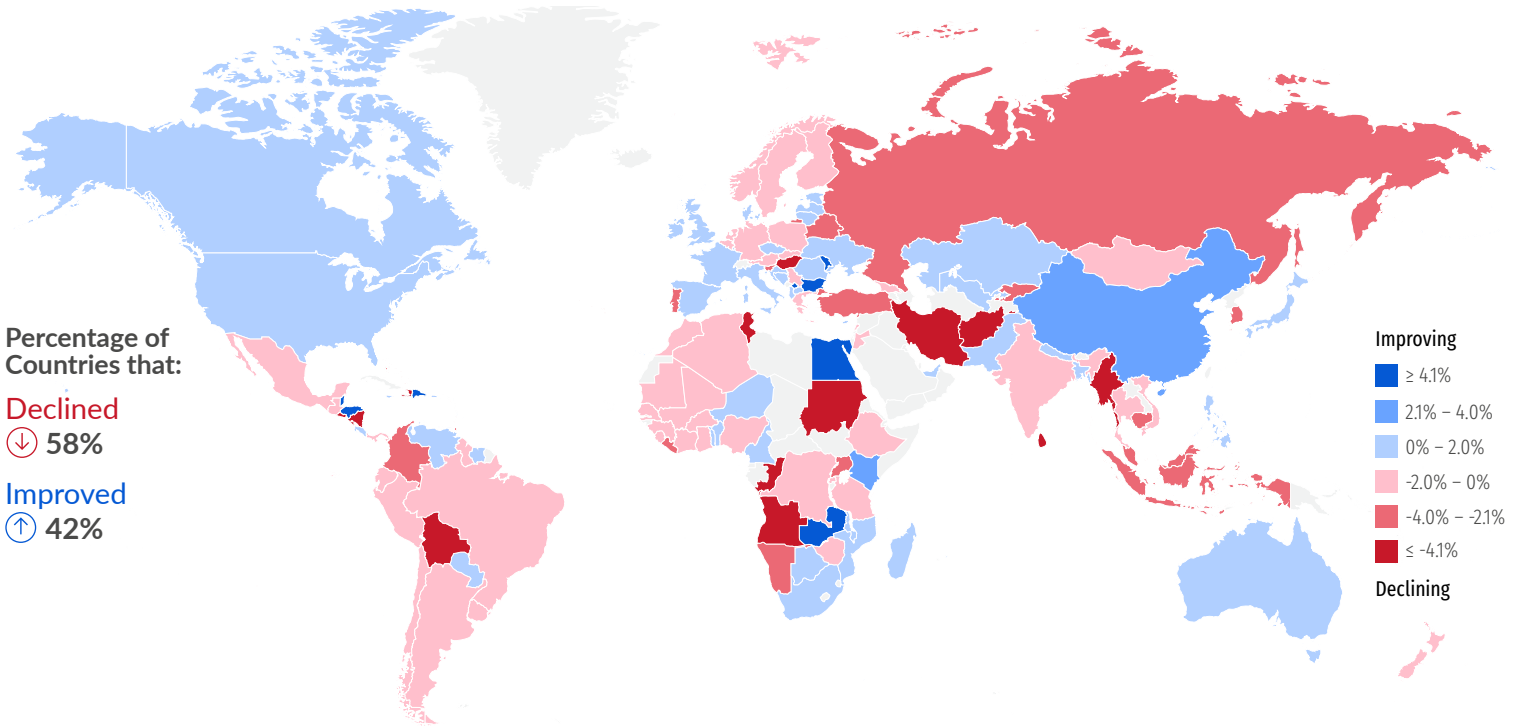 Percentage of
Countries that:
Declined
58%
Improved
42%
Improving
≥ 4.1%
2.1% – 4.0%
0% – 2.0%
-2.0% – 0%
-4.0% – -2.1%
≤ -4.1%
Declining